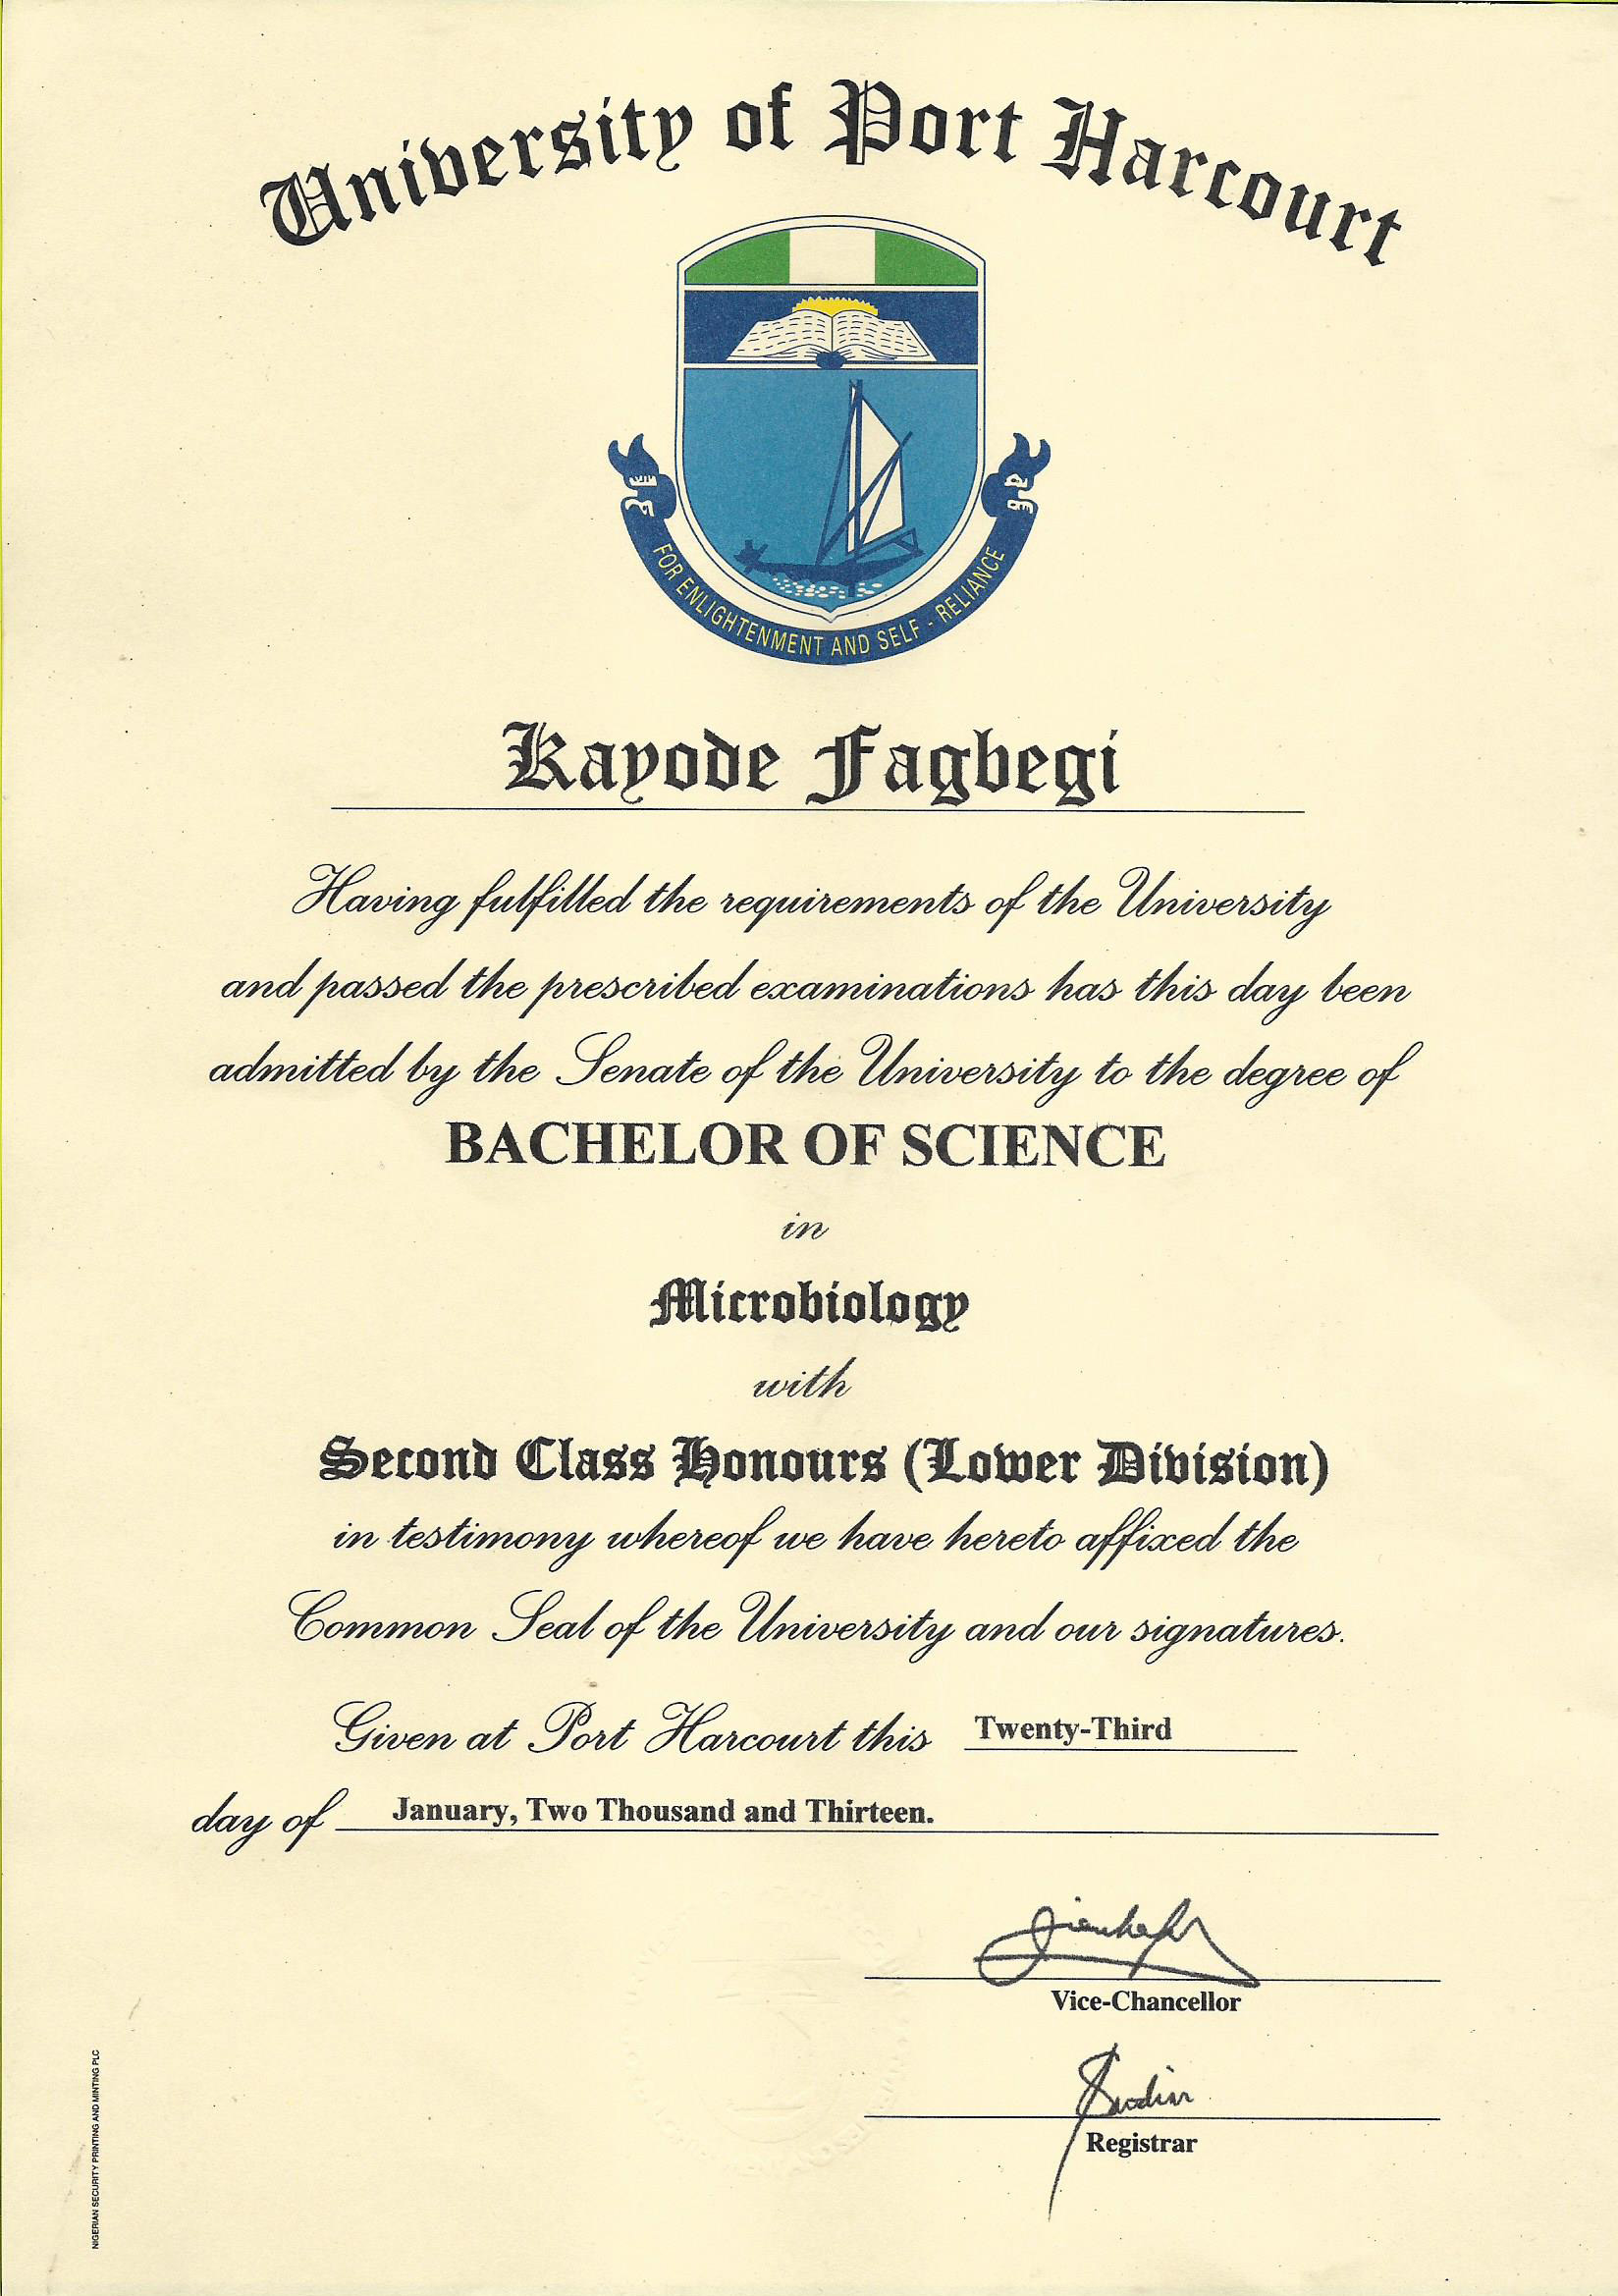 University of Port Harcourt
FOR ENLIGHTENMENT AND SELF - RELIANCE
Kayode Fagbegi
Having fulfilled the requirements of the University
and passed the prescribed examinations has this day been
admitted by the Senate of the University to the degree of
BACHELOR OF SCIENCE
in
Microbiology
with
Second Class Honours (Lower Division)
in testimony whereof we have hereto affixed the
Common Seal of the University and our signatures.
Given at Port Harcourt this Twenty-Third
day of January, Two Thousand and Thirteen.
Vice-Chancellor
Registrar
NIGERIAN SECURITY PRINTING AND MINTING PLC